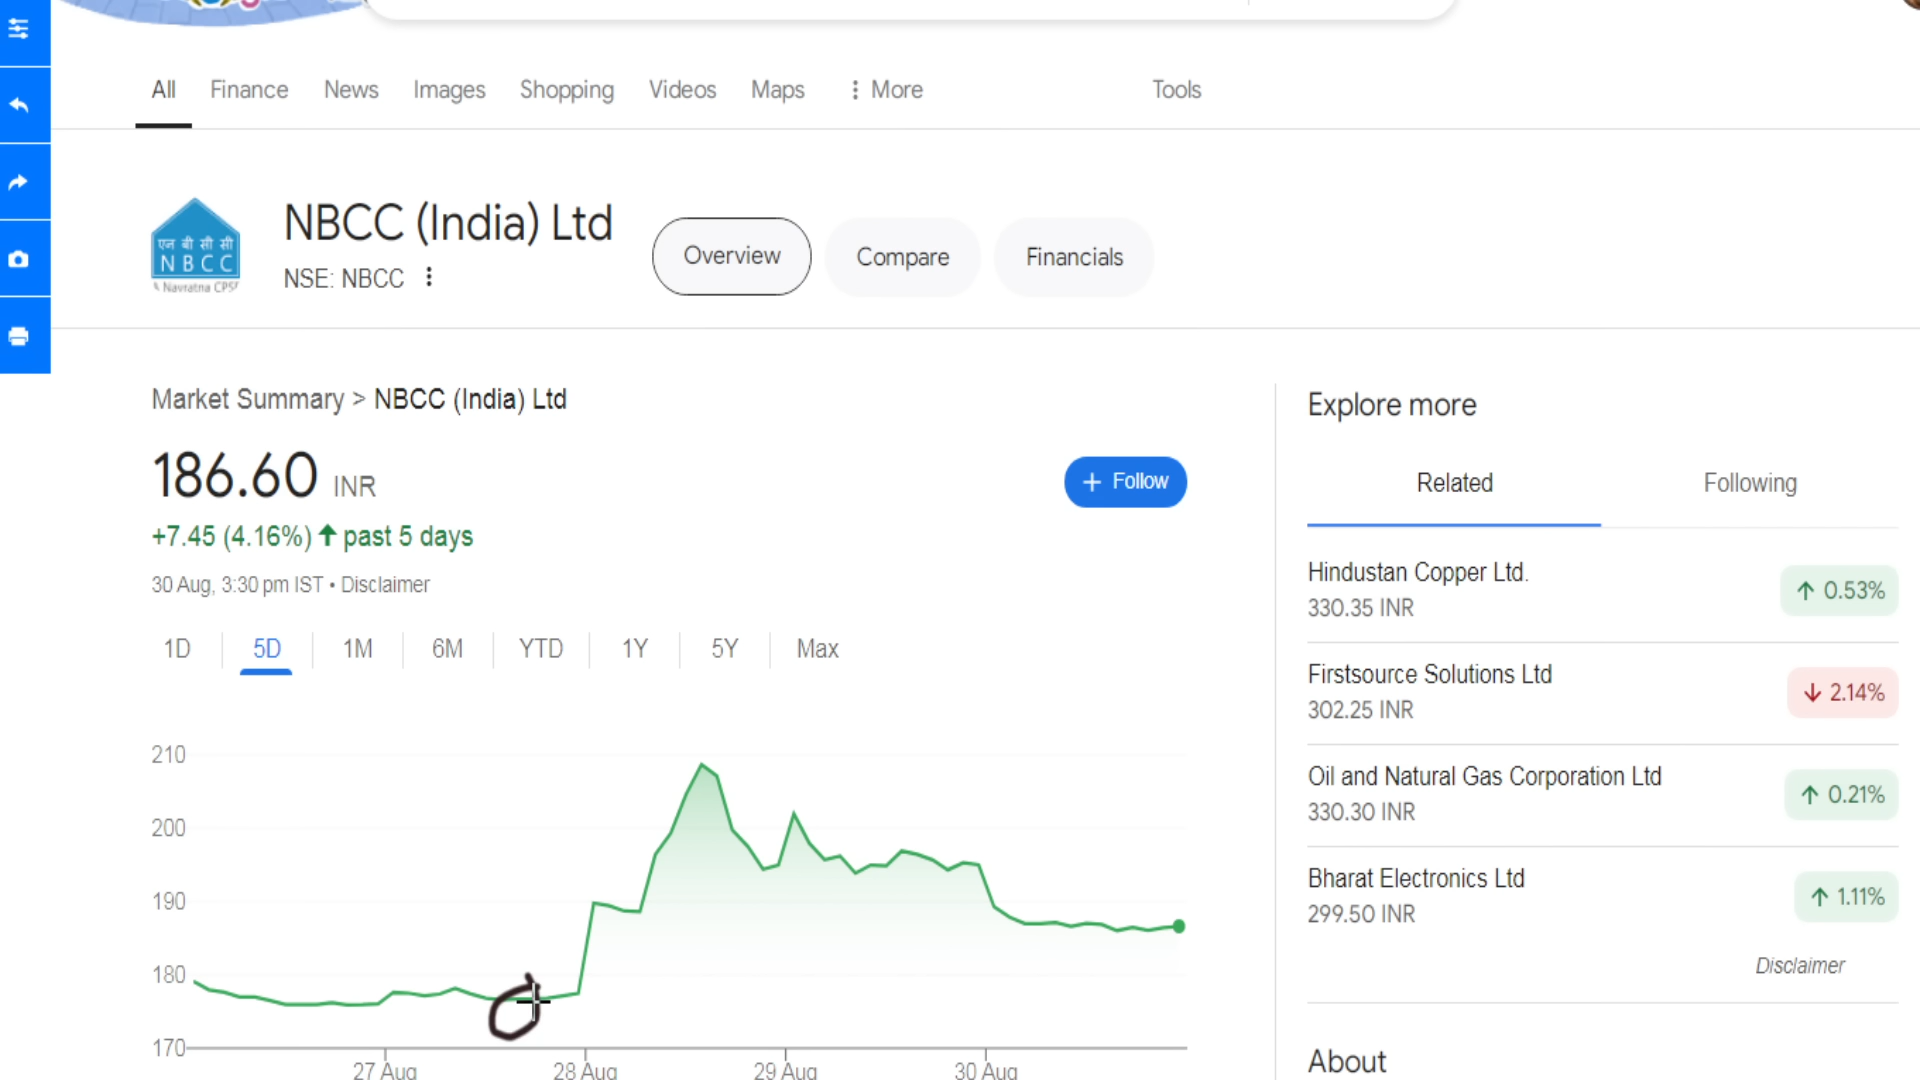 All Finance News Images Shopping Videos Maps More Tools
एन बी सी सी
NBCC
NBCC (India) Ltd
NSE: NBCC
Overview Compare Financials
Market Summary > NBCC (India) Ltd
186.60 INR
+ Follow
+7.45 (4.16%) ↑ past 5 days
30 Aug, 3:30 pm IST • Disclaimer
1D 5D 1M 6M YTD 1Y 5Y Max
210
200
190
180
170
27 Aug 28 Aug 29 Aug 30 Aug
Explore more
Related Following
Hindustan Copper Ltd.
330.35 INR
↑ 0.53%
Firstsource Solutions Ltd
302.25 INR
↓ 2.14%
Oil and Natural Gas Corporation Ltd
330.30 INR
↑ 0.21%
Bharat Electronics Ltd
299.50 INR
↑ 1.11%
Disclaimer
About